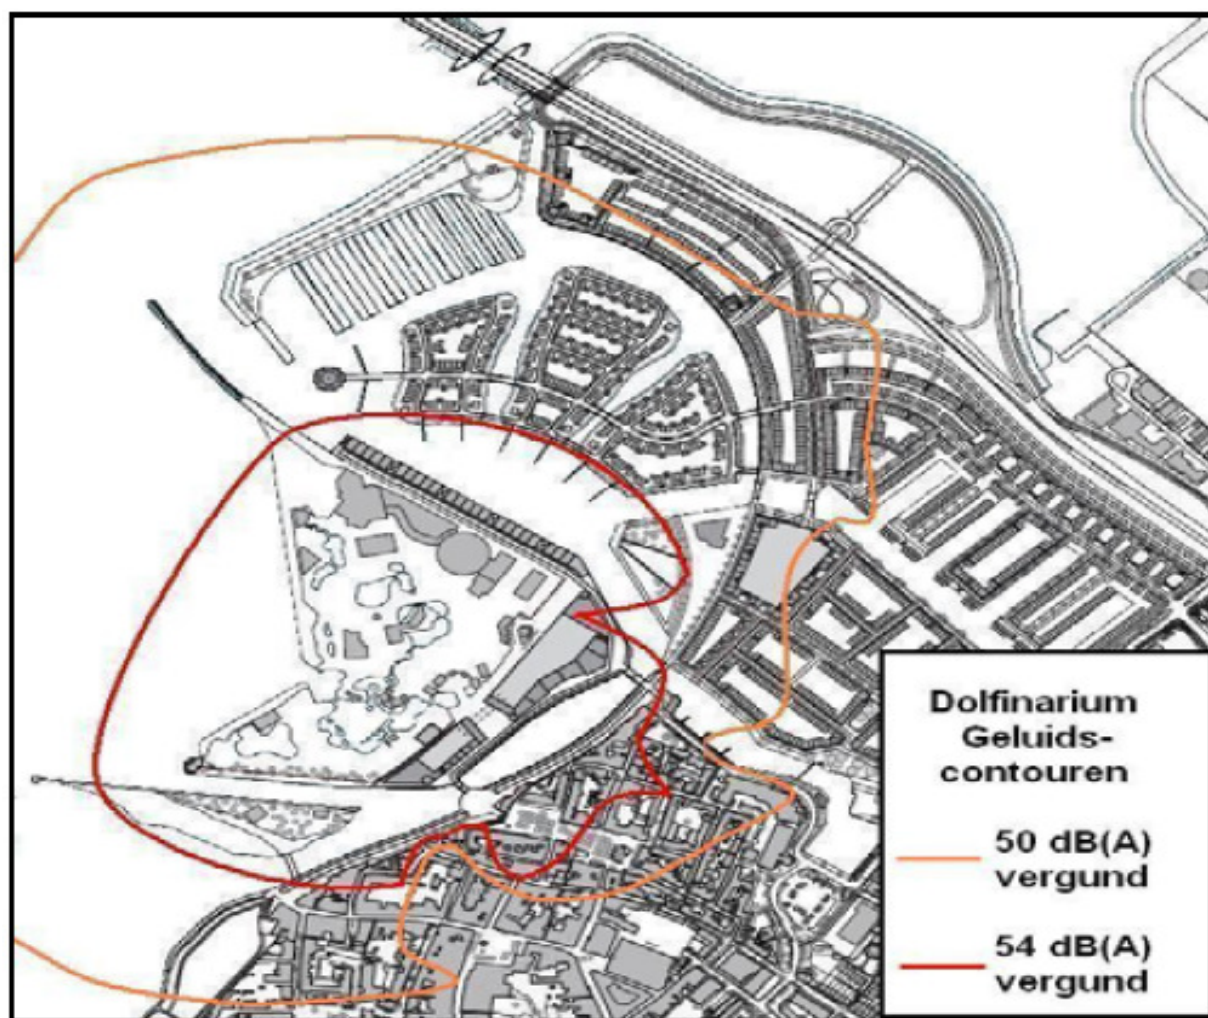 Dolfinarium
Geluids-
contouren
50 dB(A)
vergund
54 dB(A)
vergund